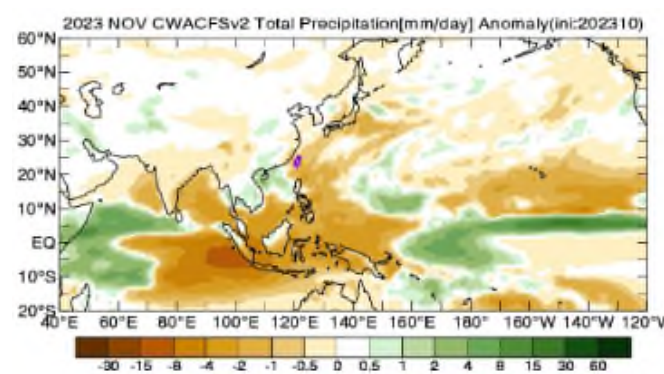 2023 NOV CWACFSv2 Total Precipitation[mm/day] Anomaly(ini:202310)
60°N
50°N
40°N
30°N
20°N
10°N
EQ
10°S
20°S
40°E 60°E 80°E 100°E 120°E 140°E 160°E 180° 160°W 140°W 120°W
-30 -15 -8 -4 -2 -1 -0.5 0 0.5 1 2 4 8 15 30 60